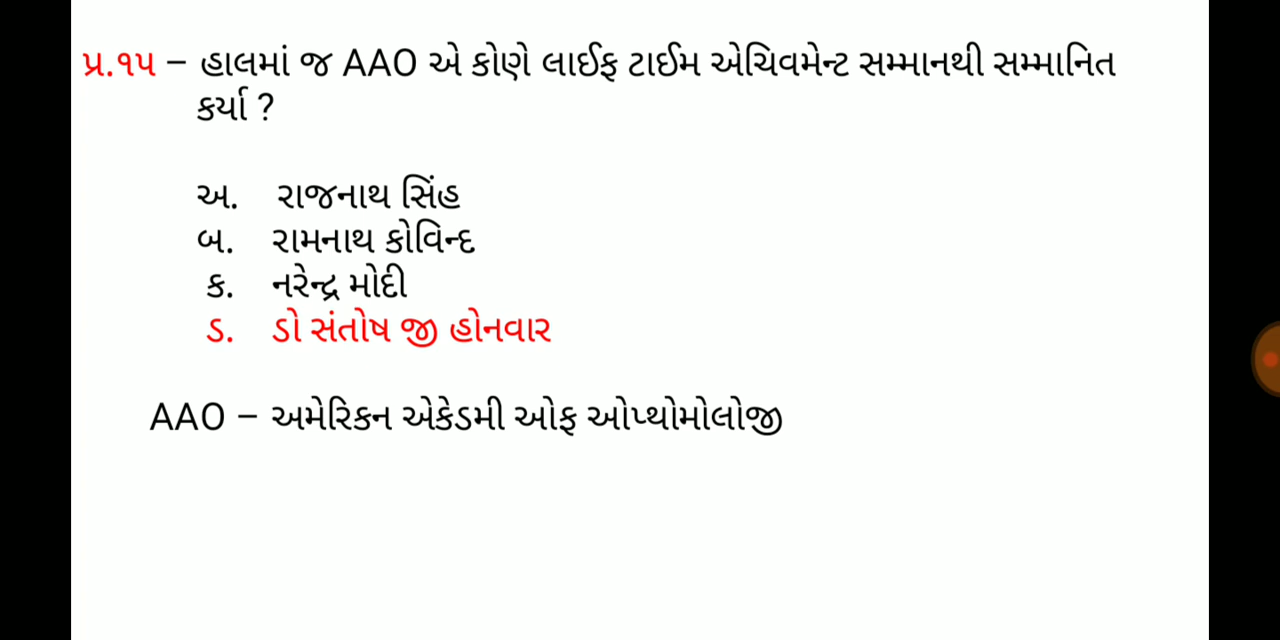 પ્ર.૧૫ – હાલમાં જ AAO એ કોણે લાઈફ ટાઈમ એચિવમેન્ટ સમ્માનથી સમ્માનિત
કર્યા ?
અ. રાજનાથ સિંહ
બ. રામનાથ કોવિન્દ
ક. નરેન્દ્ર મોદી
ડ. ડો સંતોષ જી હોનવાર
AAO – અમેરિકન એકેડમી ઓફ ઓપ્થોમોલોજી